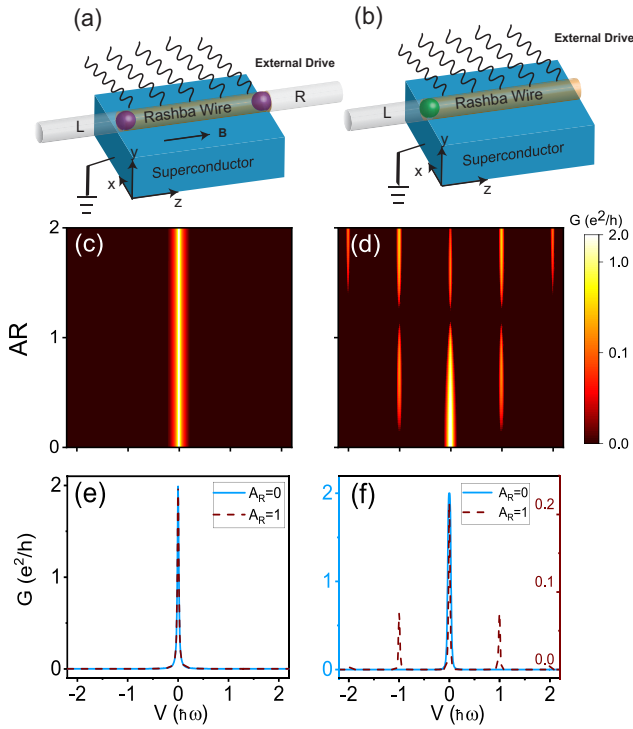 (a)
External Drive
R
L
Rashba Wire
B
y
Superconductor
x
z
(b)
External Drive
L
Rashba Wire
y
Superconductor
x
z
G (e²/h)
(c)
2
1
0
AR
(d)
2.0
1.0
0.1
0.0
(e)
A_R=0
A_R=1
2
1
0
G (e²/h)
-2 -1 0 1 2
V (ħω)
(f)
A_R=0
A_R=1
2
1
0
0.2
0.1
0.0
-2 -1 0 1 2
V (ħω)